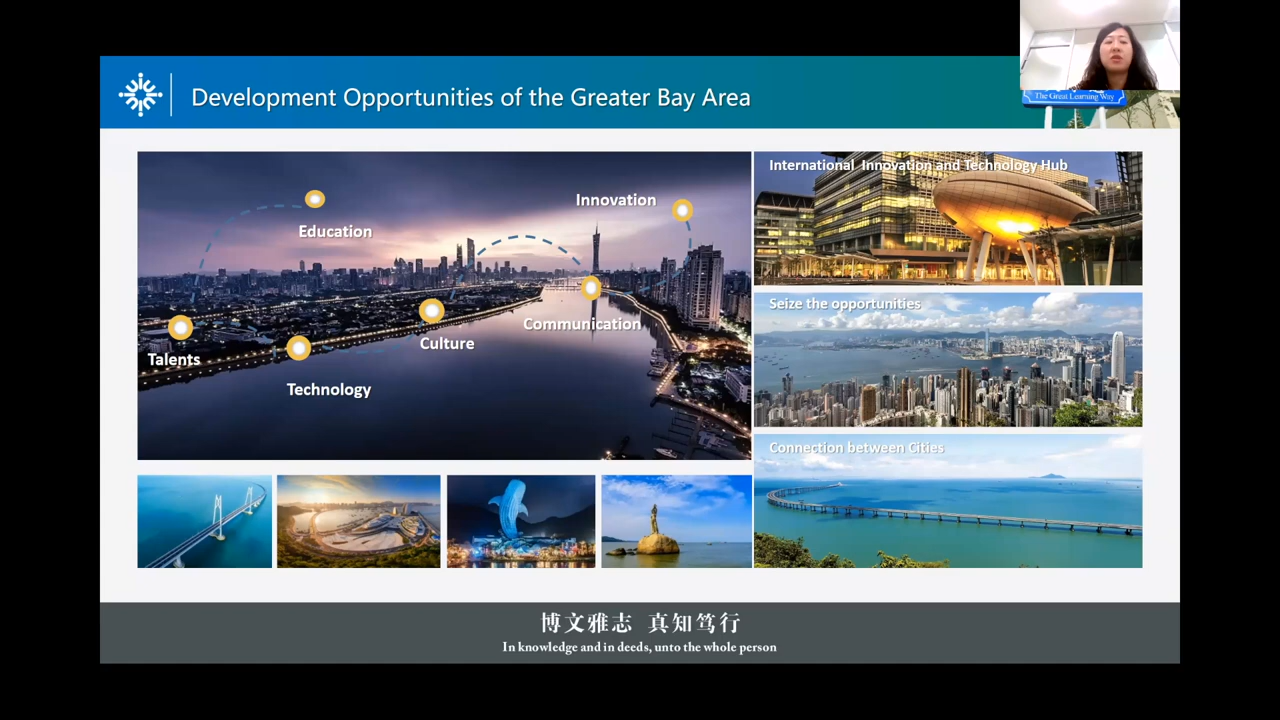 Development Opportunities of the Greater Bay Area
The Great Learning Way
Education
Innovation
Talents
Technology
Culture
Communication
International Innovation and Technology Hub
Seize the opportunities
Connection between Cities
博文雅志 真知笃行
In knowledge and in deeds, unto the whole person